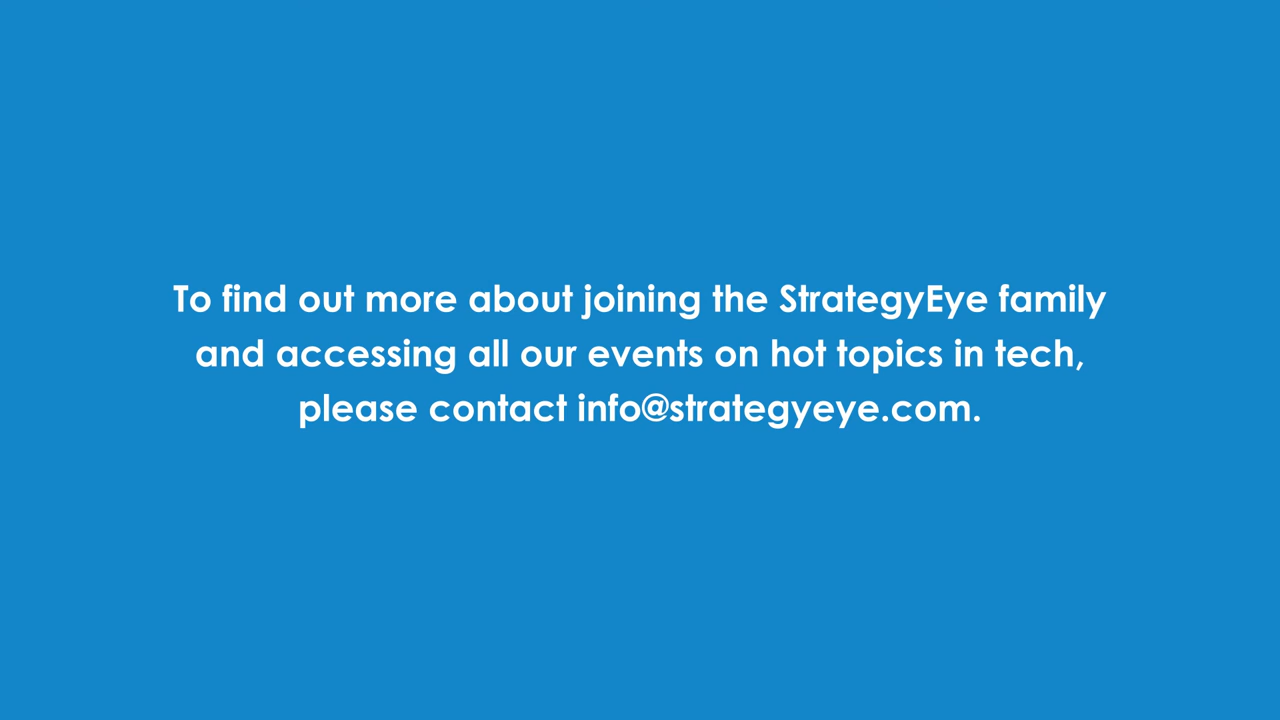 To find out more about joining the StrategyEye family
and accessing all our events on hot topics in tech,
please contact info@strategyeye.com.